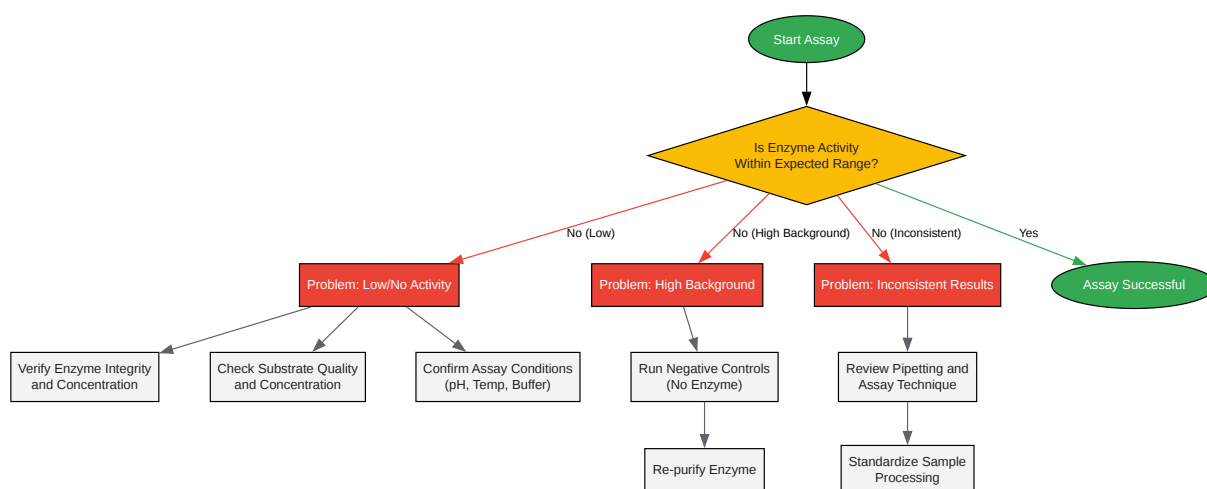 Start Assay
Is Enzyme Activity
Within Expected Range?
No (Low)
No (High Background)
No (Inconsistent)
Yes
Problem: Low/No Activity
Problem: High Background
Problem: Inconsistent Results
Assay Successful
Verify Enzyme Integrity
and Concentration
Check Substrate Quality
and Concentration
Confirm Assay Conditions
(pH, Temp, Buffer)
Run Negative Controls
(No Enzyme)
Review Pipetting and
Assay Technique
Re-purify Enzyme
Standardize Sample
Processing